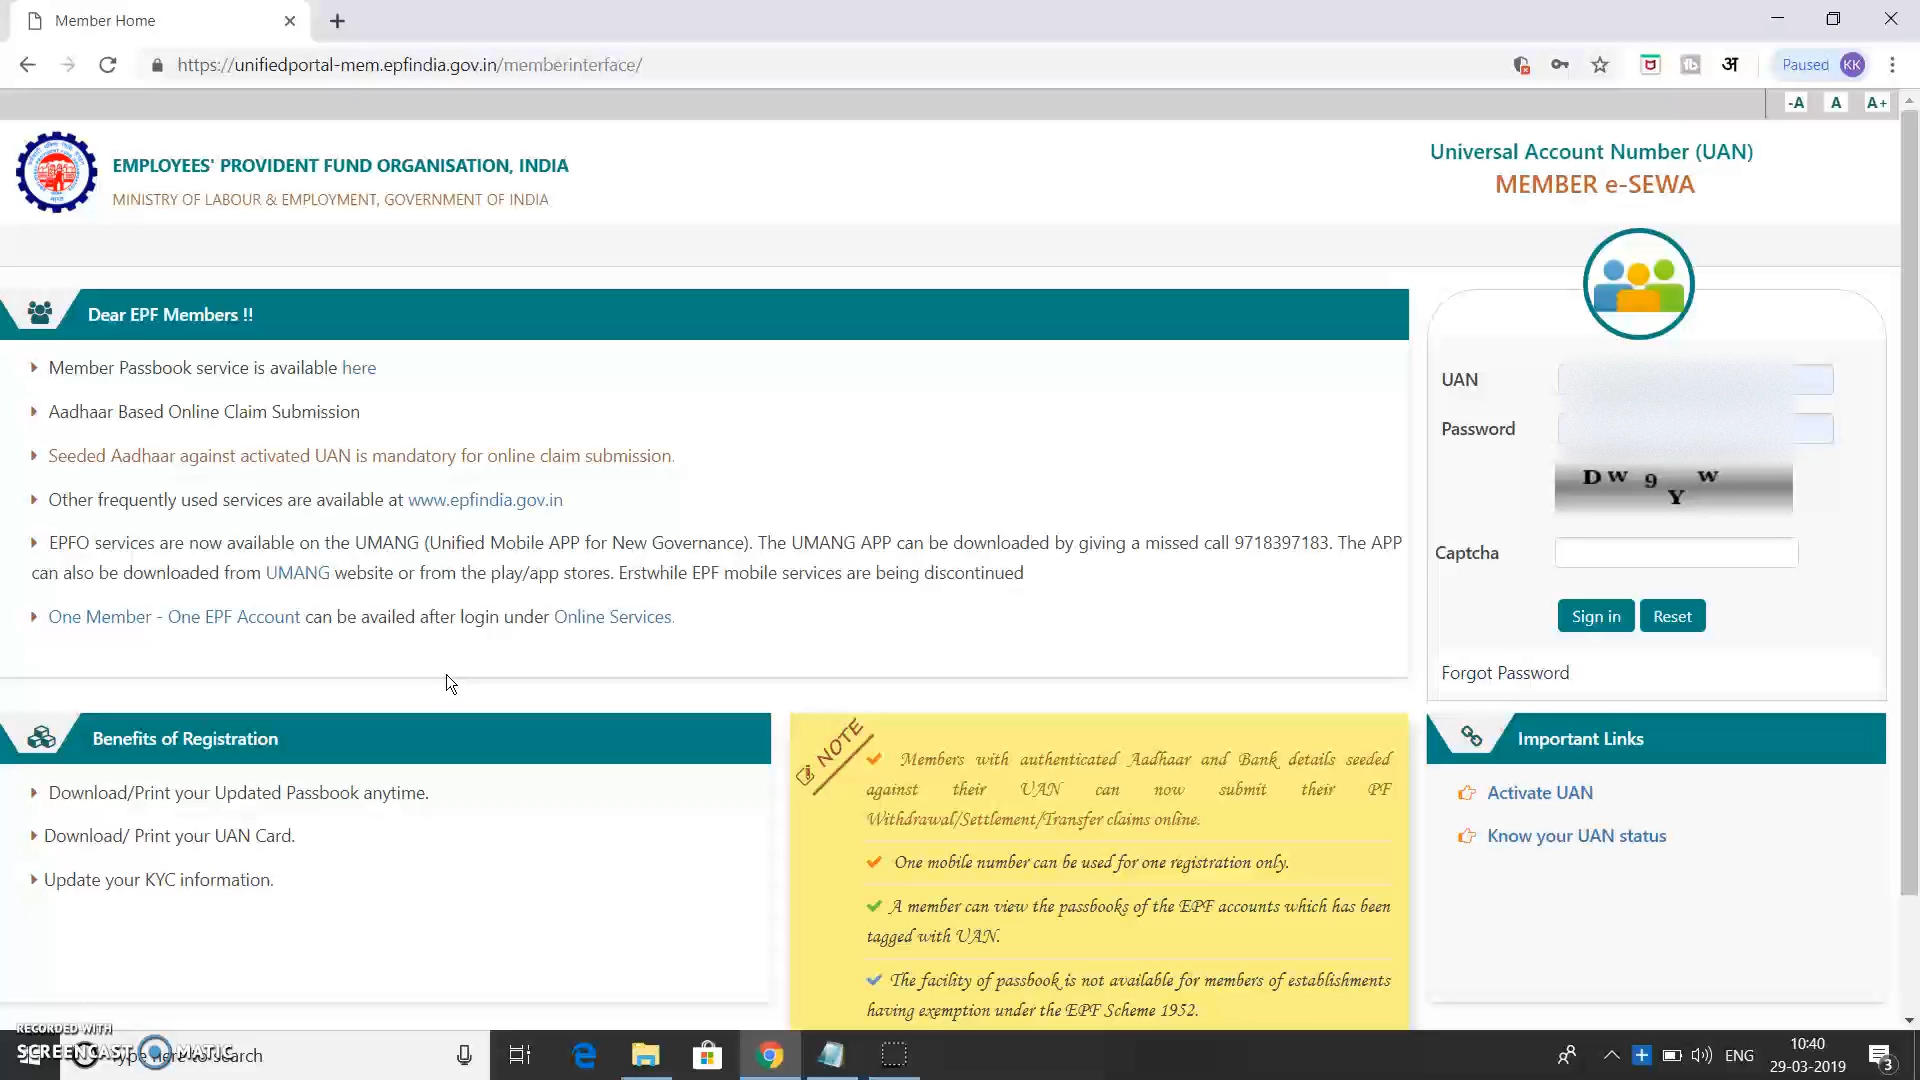 Member Home
https://unifiedportal-mem.epfindia.gov.in/memberinterface/
अ
Paused KK
-A A A+
EMPLOYEES' PROVIDENT FUND ORGANISATION, INDIA
MINISTRY OF LABOUR & EMPLOYMENT, GOVERNMENT OF INDIA
Universal Account Number (UAN)
MEMBER e-SEWA
Dear EPF Members !!
Member Passbook service is available here
Aadhaar Based Online Claim Submission
Seeded Aadhaar against activated UAN is mandatory for online claim submission.
Other frequently used services are available at www.epfindia.gov.in
EPFO services are now available on the UMANG (Unified Mobile APP for New Governance). The UMANG APP can be downloaded by giving a missed call 9718397183. The APP
can also be downloaded from UMANG website or from the play/app stores. Erstwhile EPF mobile services are being discontinued
One Member - One EPF Account can be availed after login under Online Services.
UAN
Password
D W 9 Y W
Captcha
Sign in Reset
Forgot Password
Benefits of Registration
Download/Print your Updated Passbook anytime.
Download/ Print your UAN Card.
Update your KYC information.
NOTE
Members with authenticated Aadhaar and Bank details seeded
against their UAN can now submit their PF
Withdrawal/Settlement/Transfer claims online.
One mobile number can be used for one registration only.
A member can view the passbooks of the EPF accounts which has been
tagged with UAN.
The facility of passbook is not available for members of establishments
having exemption under the EPF Scheme 1952.
Important Links
Activate UAN
Know your UAN status
RECORDED WITH
SCREENCAST MATIC
Type here to search
ENG
10:40
29-03-2019
3